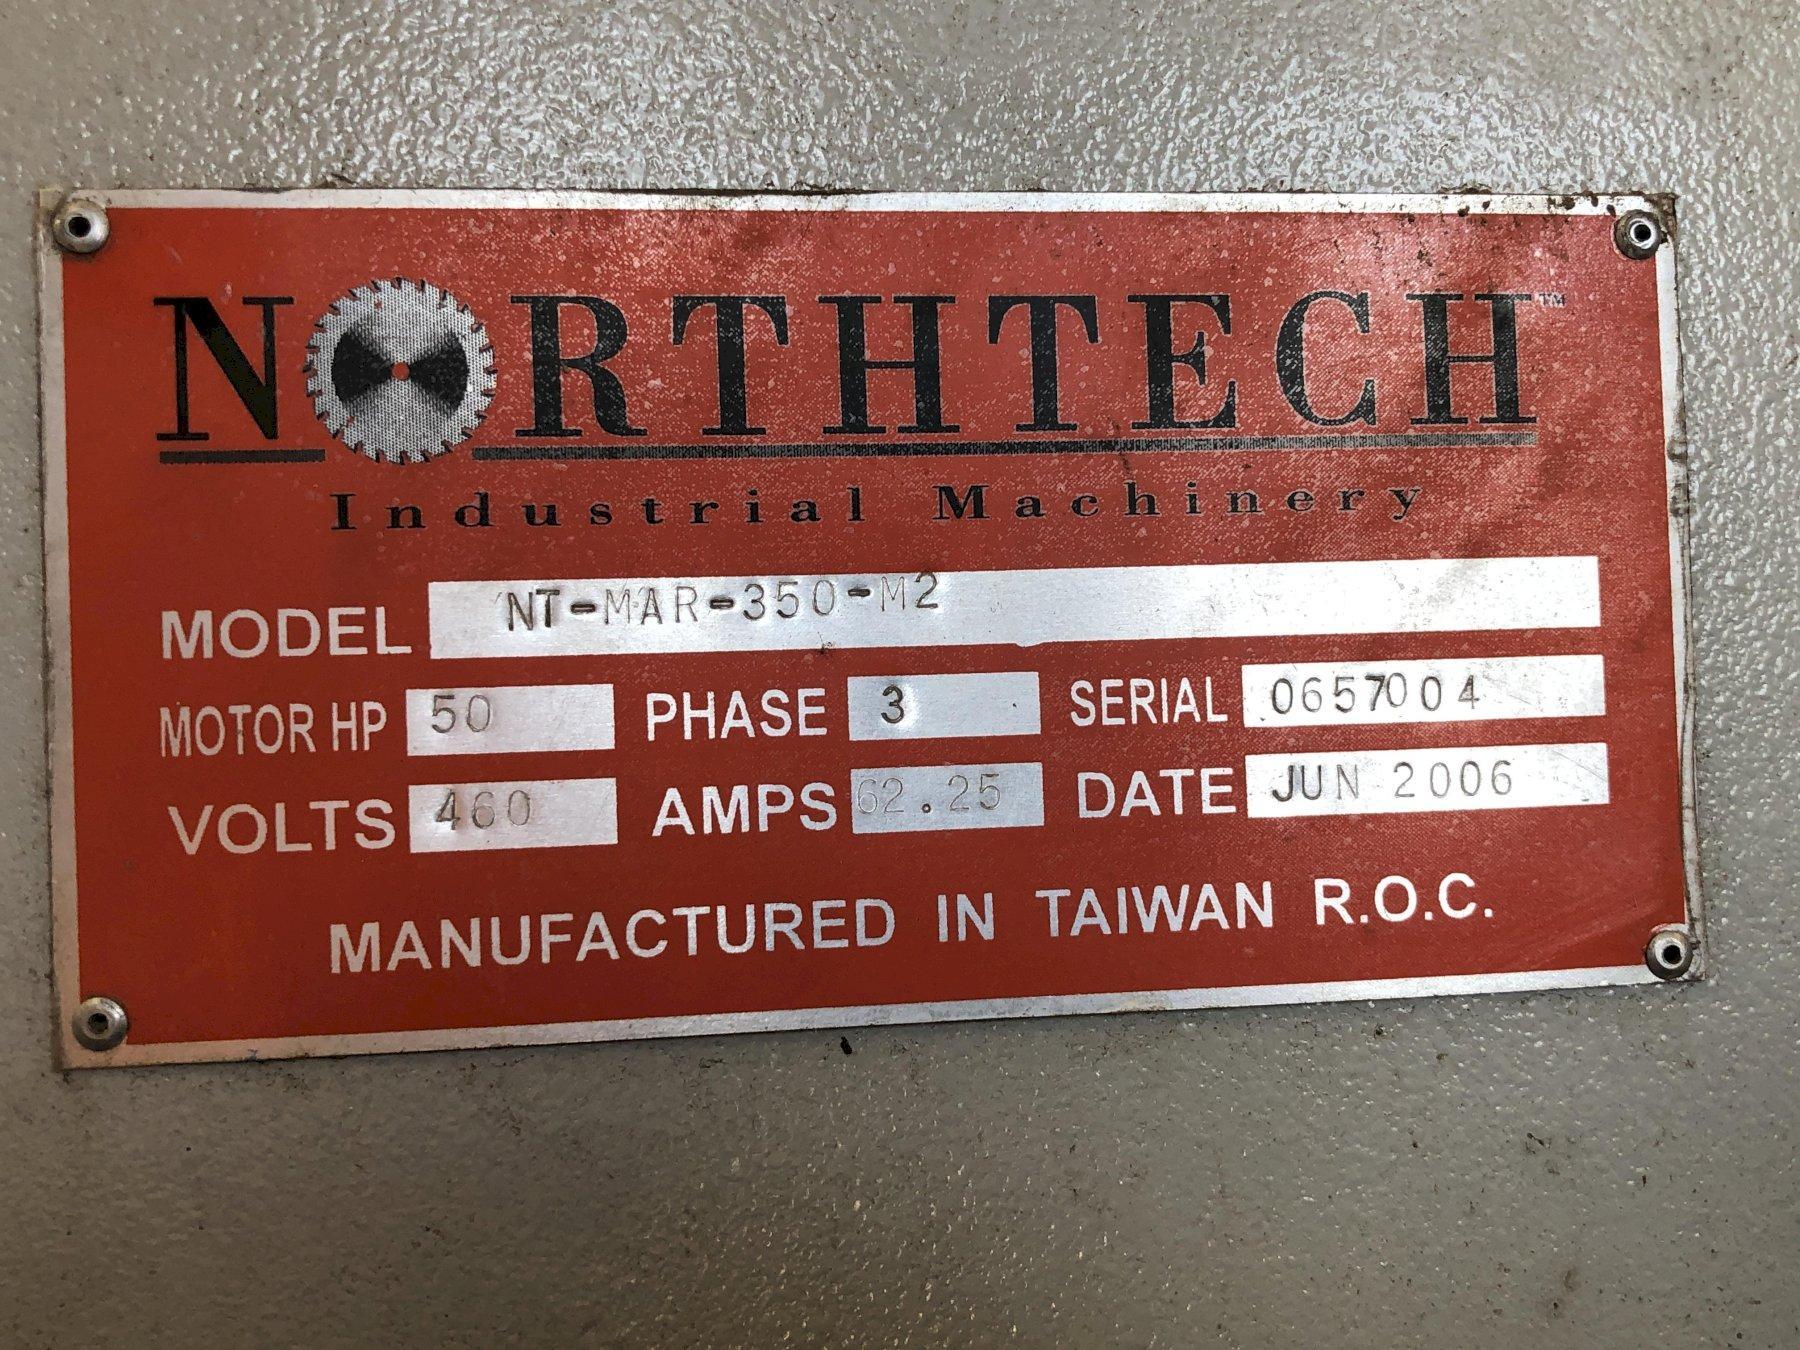 NORTHTECH™
Industrial Machinery
MODEL NT-MAR-350-M2
MOTOR HP 50 PHASE 3 SERIAL 0657004
VOLTS 460 AMPS 62.25 DATE JUN 2006
MANUFACTURED IN TAIWAN R.O.C.